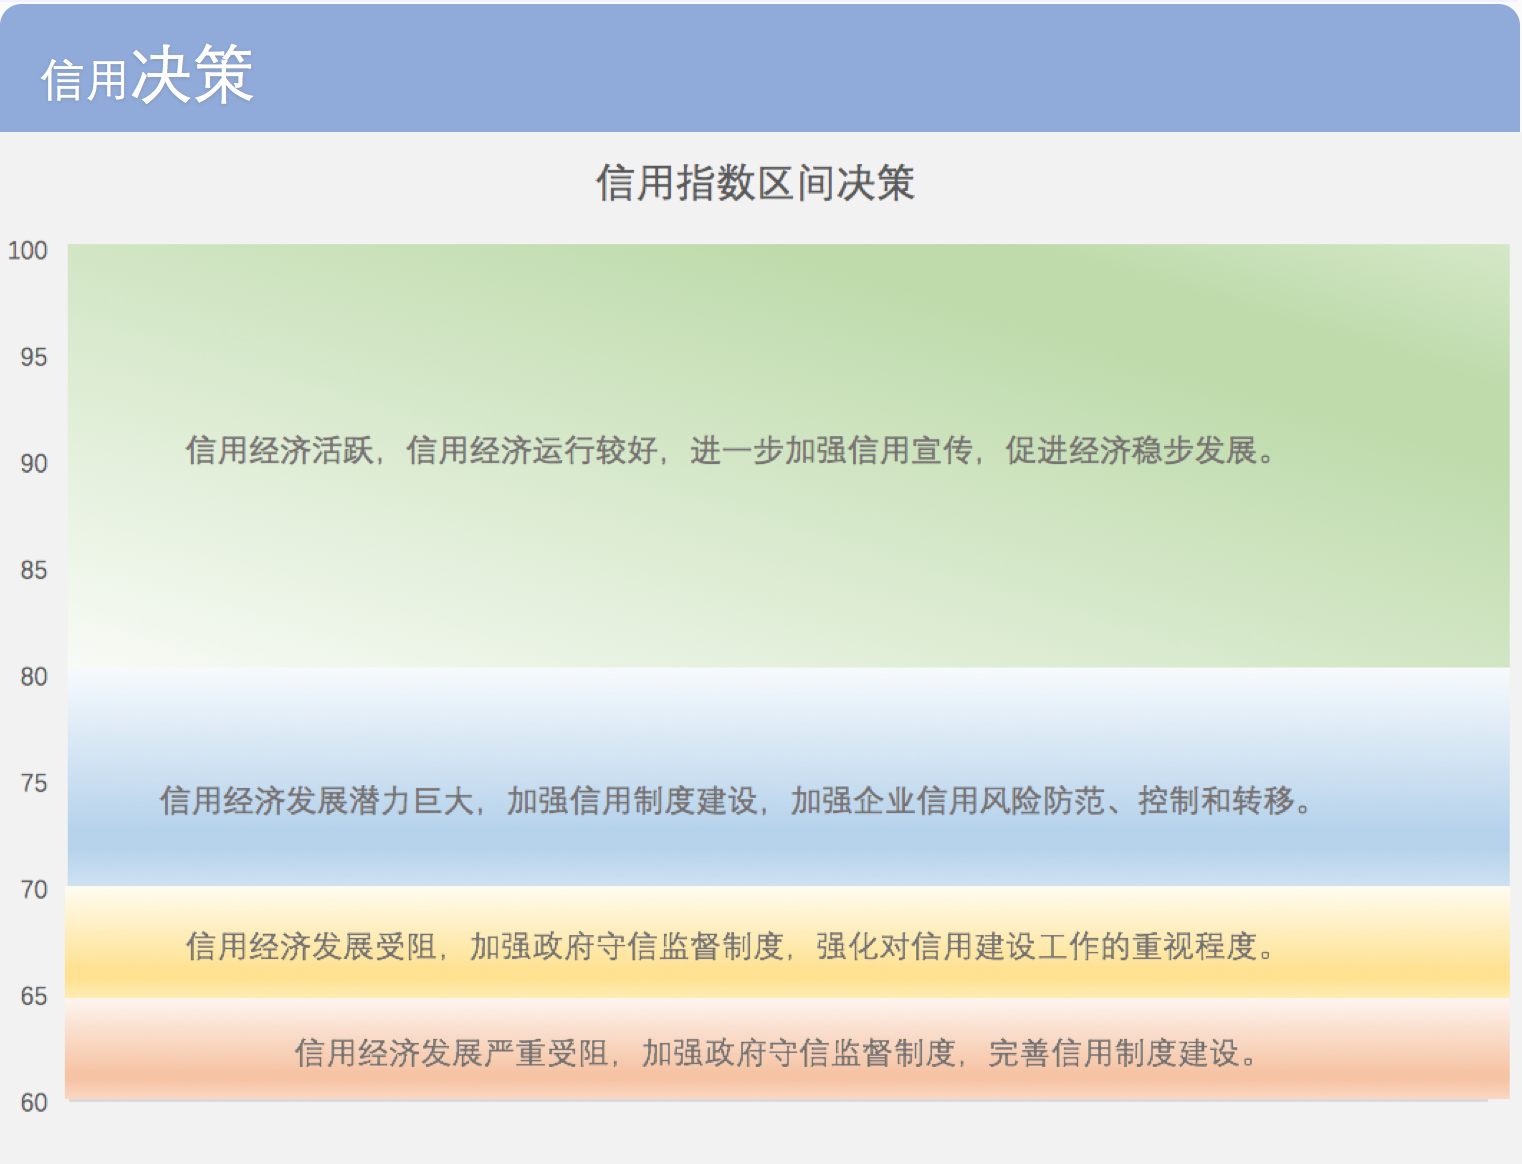 信用决策
信用指数区间决策
100
95
信用经济活跃，信用经济运行较好，进一步加强信用宣传，促进经济稳步发展。
90
85
80
75
信用经济发展潜力巨大，加强信用制度建设，加强企业信用风险防范、控制和转移。
70
信用经济发展受阻，加强政府守信监督制度，强化对信用建设工作的重视程度。
65
信用经济发展严重受阻，加强政府守信监督制度，完善信用制度建设。
60